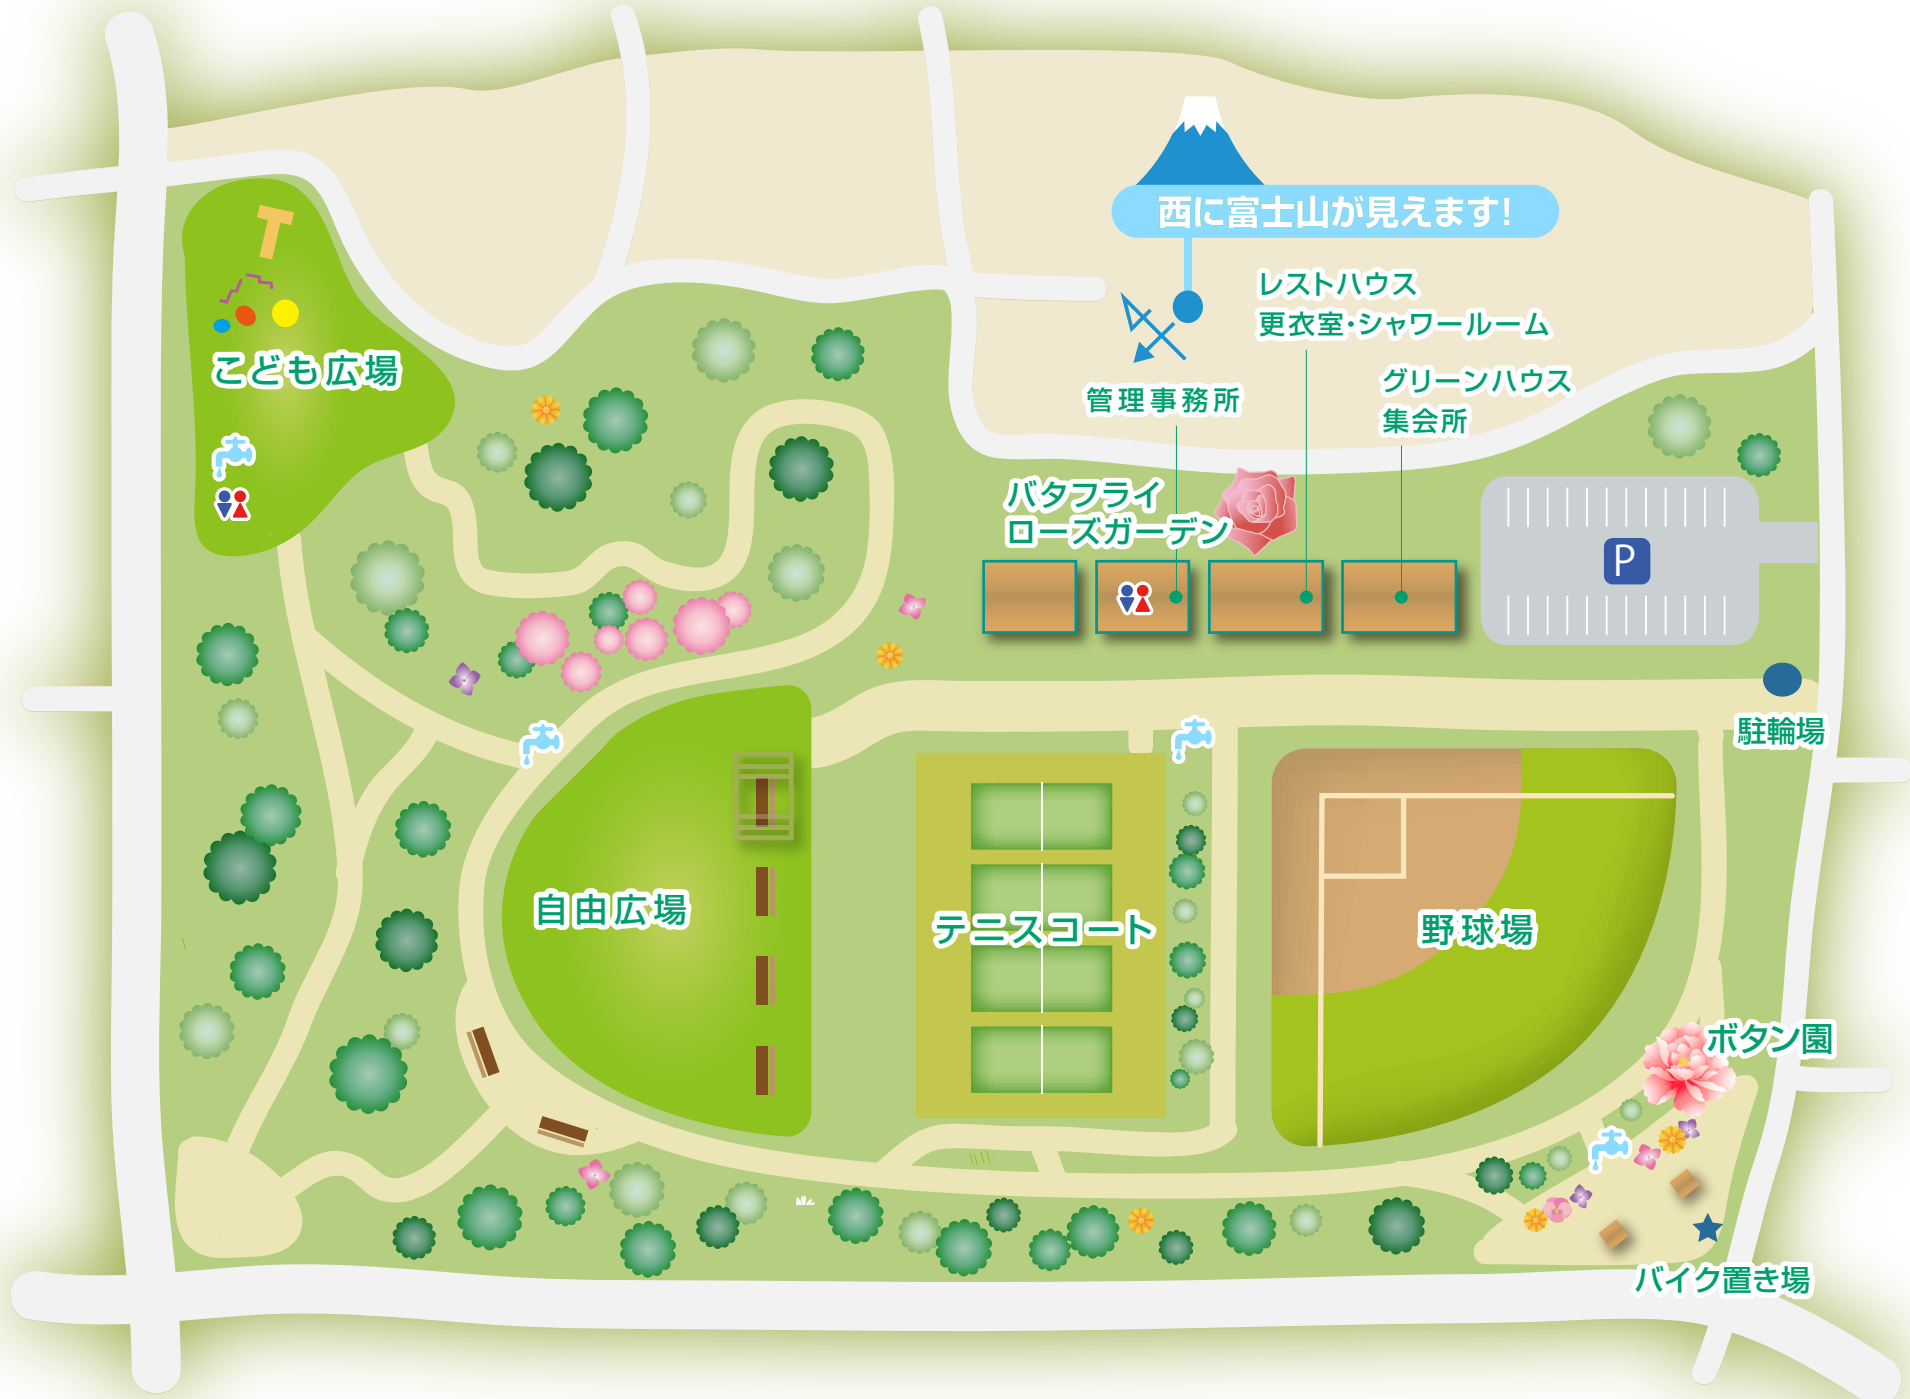 西に富士山が見えます!
レストハウス
更衣室・シャワールーム
こども広場
管理事務所
グリーンハウス
集会所
バタフライ
ローズガーデン
P
駐輪場
自由広場
テニスコート
野球場
ボタン園
バイク置き場